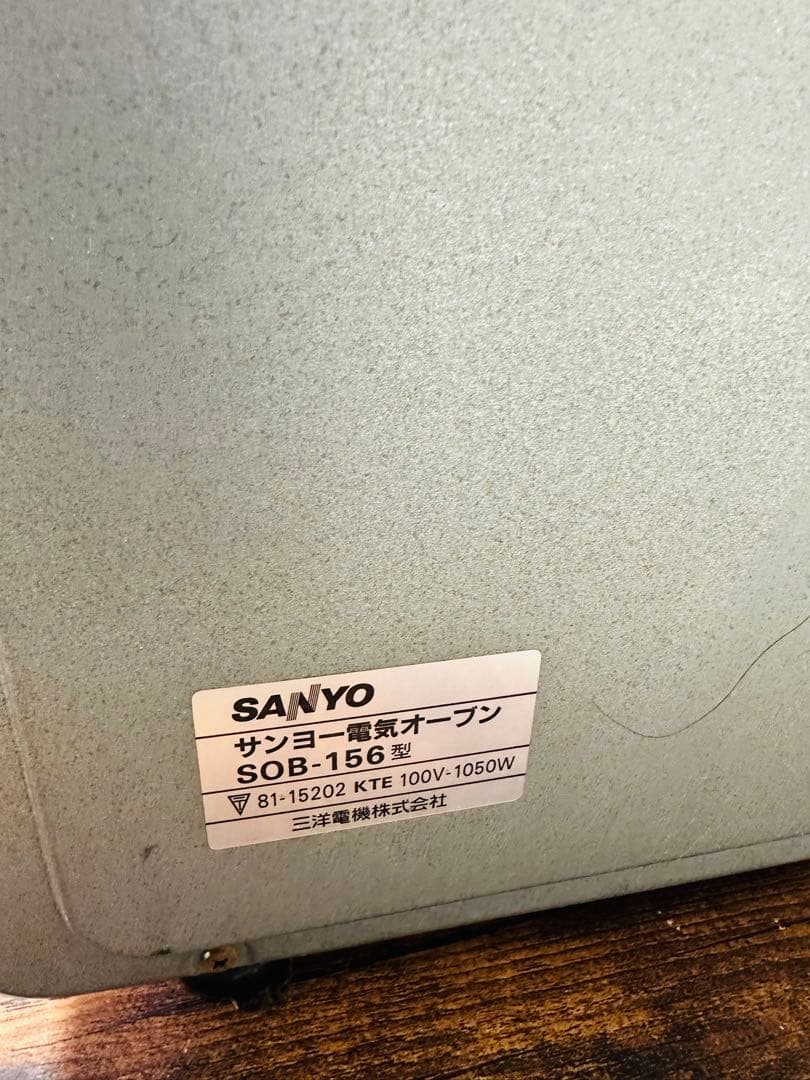 SANYO
サンヨー電気オーブン
SOB-156型
81-15202 KTE 100V-1050W
三洋電機株式会社